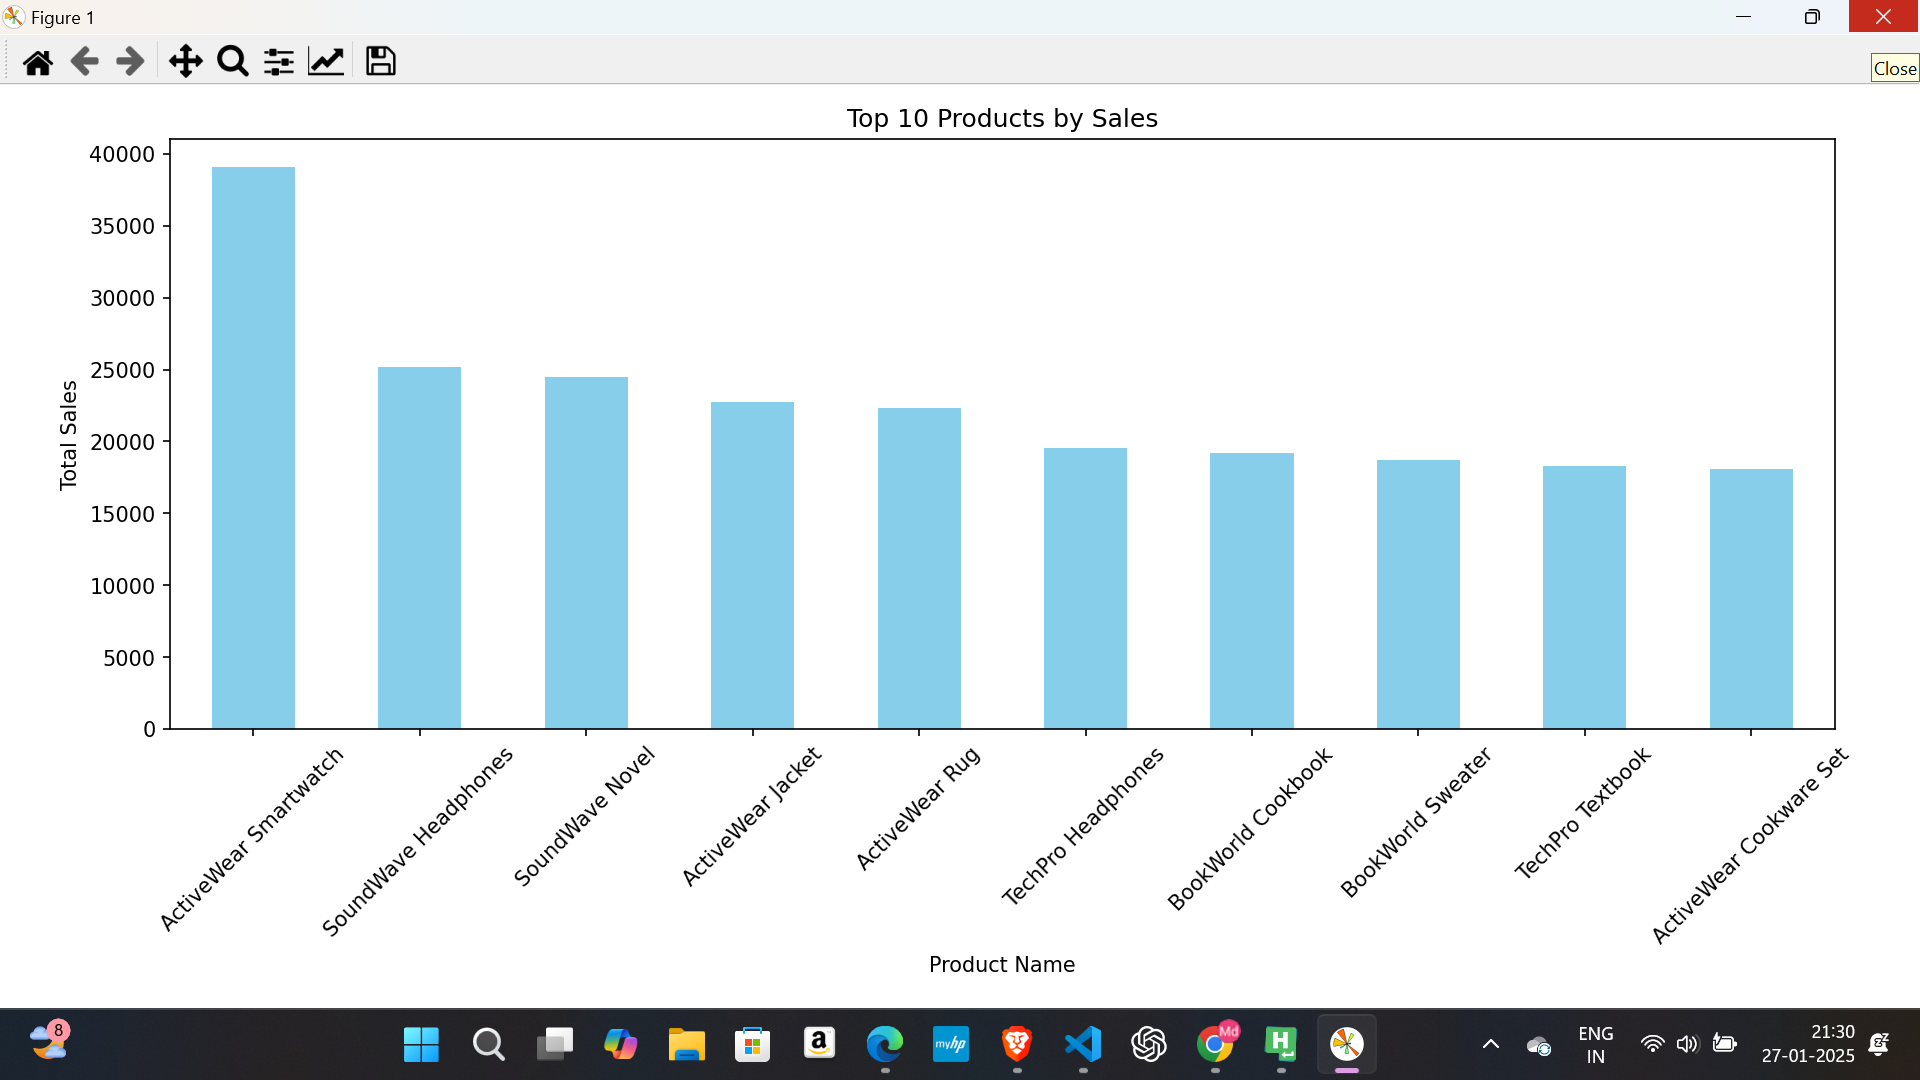 Figure 1
Close
Top 10 Products by Sales
40000
35000
30000
25000
20000
15000
10000
5000
0
Total Sales
ActiveWear Smartwatch
SoundWave Headphones
SoundWave Novel
ActiveWear Jacket
ActiveWear Rug
TechPro Headphones
BookWorld Cookbook
BookWorld Sweater
TechPro Textbook
ActiveWear Cookware Set
Product Name
8
a
myhp
Md
H
ENG
IN
21:30
27-01-2025